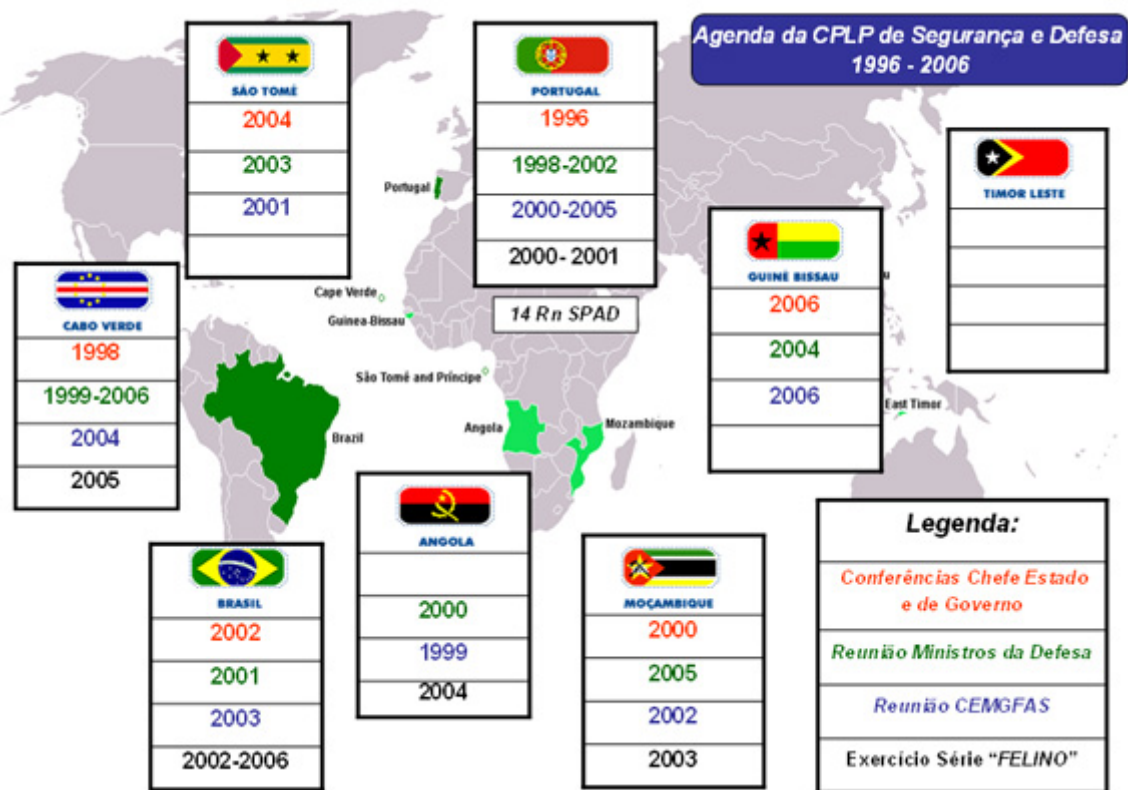 Agenda da CPLP de Segurança e Defesa
1996 - 2006
SÃO TOMÉ
2004
2003
2001
PORTUGAL
1996
1998-2002
2000-2005
2000- 2001
14 Rn SPAD
TIMOR LESTE
GUINÉ BISSAU
2006
2004
2006
CABO VERDE
1998
1999-2006
2004
2005
Portugal
Cape Verde
Guinea-Bissau
São Tomé and Príncipe
Brazil
Angola
Mozambique
East Timor
u
BRASIL
2002
2001
2003
2002-2006
ANGOLA
2000
1999
2004
MOÇAMBIQUE
2000
2005
2002
2003
Legenda:
Conferências Chefe Estado
e de Governo
Reunião Ministros da Defesa
Reunião CEMGFAS
Exercício Série “FELINO”